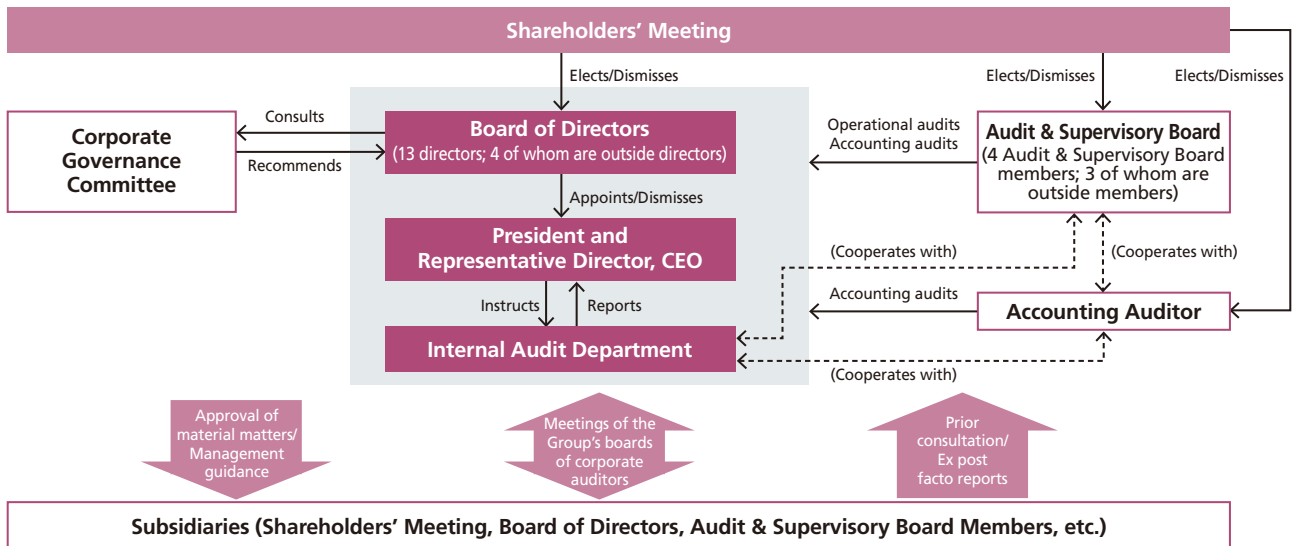 Shareholders’ Meeting
Elects/Dismisses
Elects/Dismisses
Elects/Dismisses
Corporate
Governance
Committee
Consults
Recommends
Board of Directors
(13 directors; 4 of whom are outside directors)
Operational audits
Accounting audits
Audit & Supervisory Board
(4 Audit & Supervisory Board
members; 3 of whom are
outside members)
Appoints/Dismisses
President and
Representative Director, CEO
(Cooperates with)
(Cooperates with)
Instructs
Reports
Accounting audits
Accounting Auditor
Internal Audit Department
(Cooperates with)
Approval of
material matters/
Management
guidance
Meetings of the
Group’s boards
of corporate
auditors
Prior
consultation/
Ex post
facto reports
Subsidiaries (Shareholders’ Meeting, Board of Directors, Audit & Supervisory Board Members, etc.)